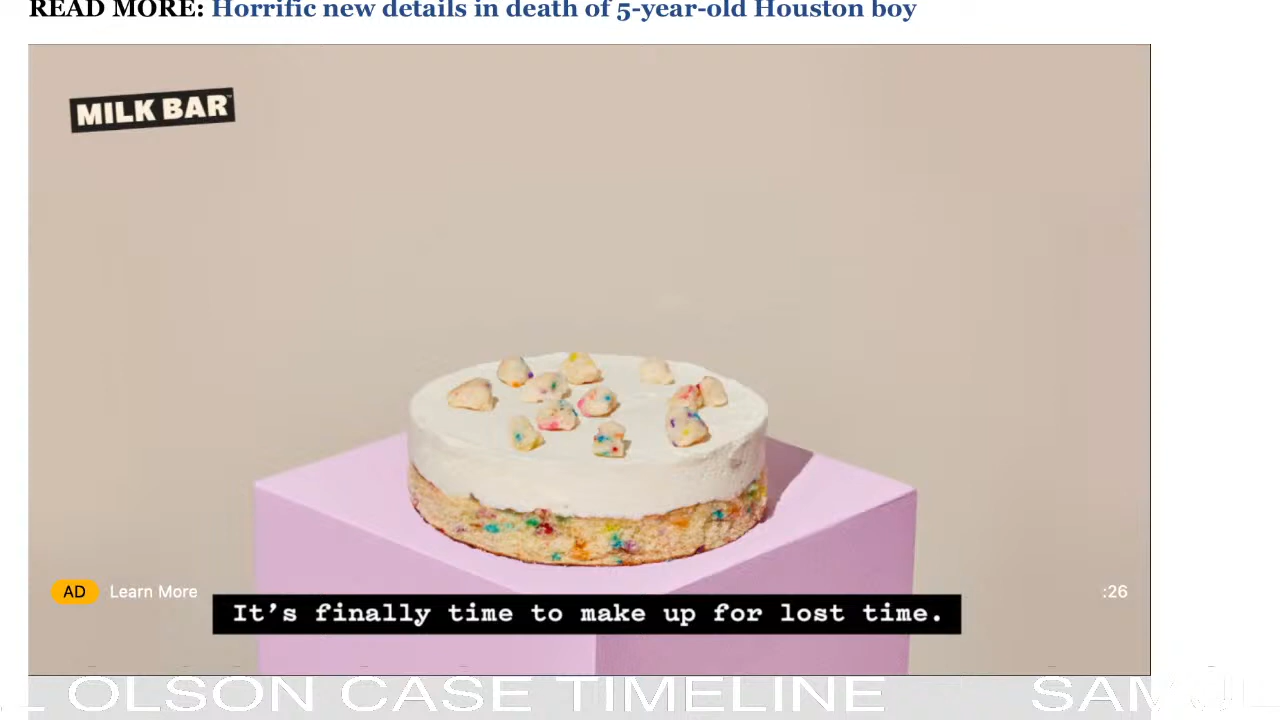 READ MORE: Horrific new details in death of 5-year-old Houston boy
MILK BAR™
AD Learn More
:26
It's finally time to make up for lost time.
OLSON CASE TIMELINE